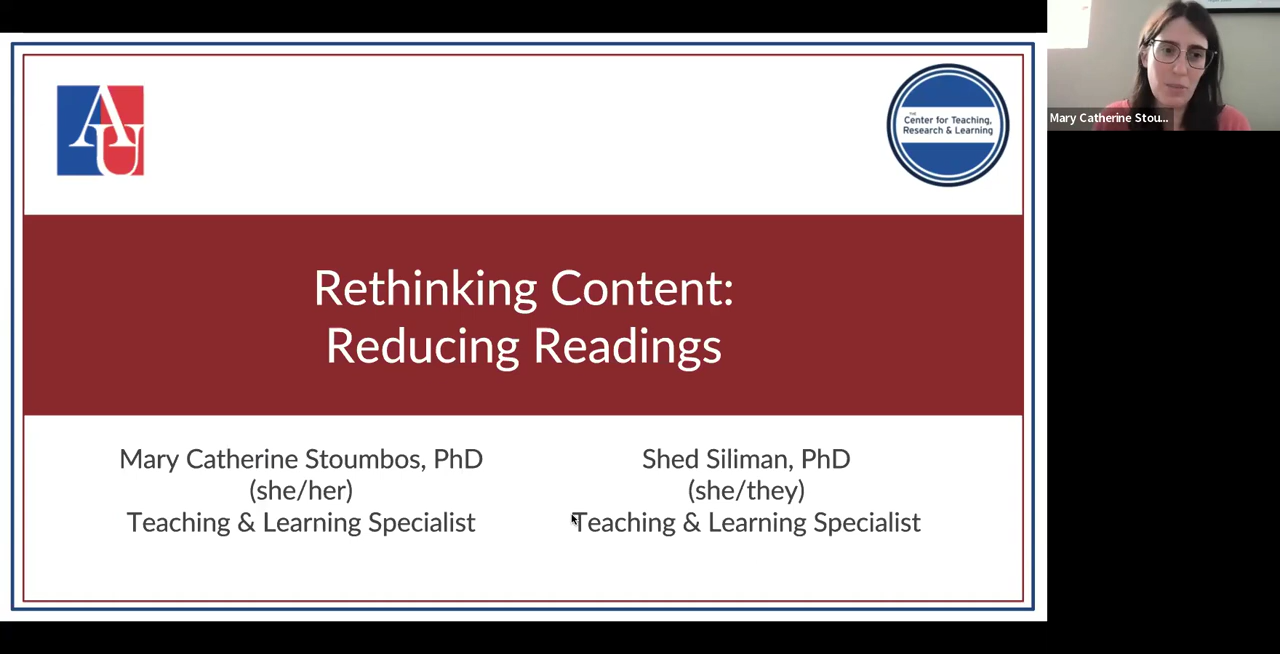 AU
THE
Center for Teaching,
Research & Learning
Mary Catherine Stou...
Rethinking Content:
Reducing Readings
Mary Catherine Stoumbos, PhD
(she/her)
Teaching & Learning Specialist
Shed Siliman, PhD
(she/they)
Teaching & Learning Specialist